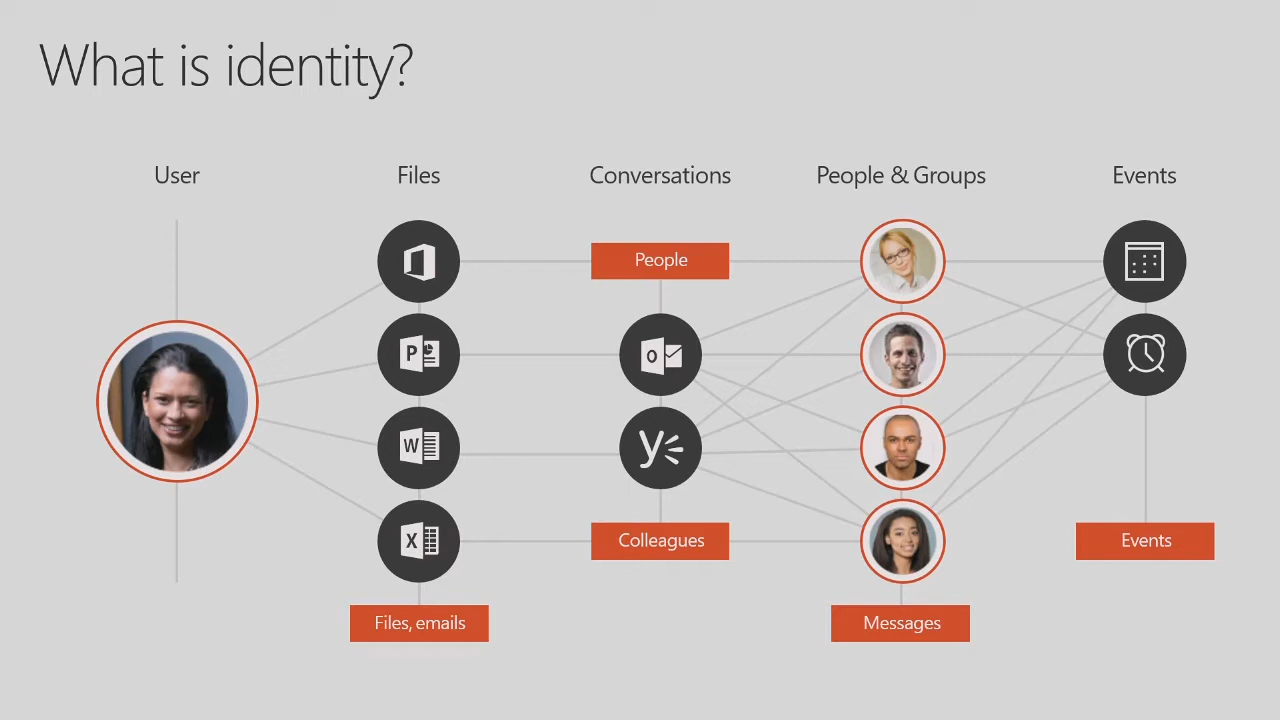 What is identity?
User
Files
Conversations
People & Groups
Events
People
P
O
W
y
X
Colleagues
Events
Files, emails
Messages